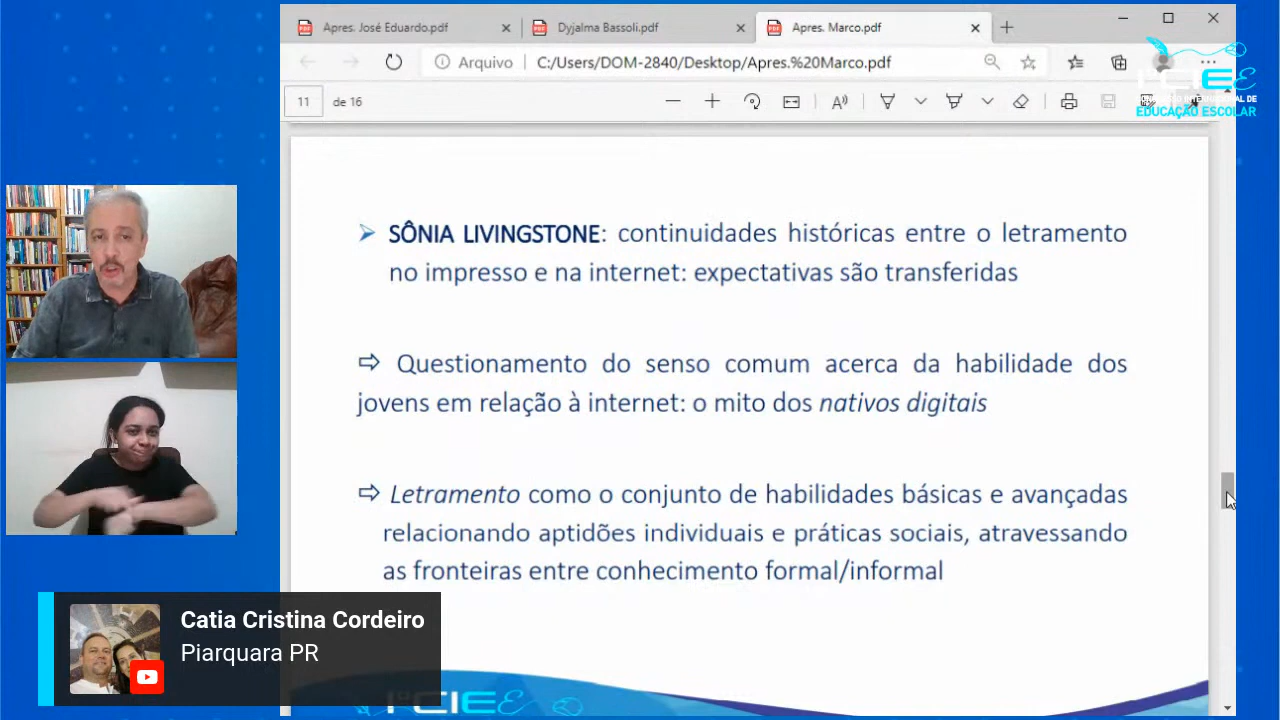 Apres. José Eduardo.pdf
Dyjalma Bassoli.pdf
Apres. Marco.pdf
Arquivo
C:/Users/DOM-2840/Desktop/Apres.%20Marco.pdf
11 de 16
EDUCAÇÃO ESCOLAR
➤ SÔNIA LIVINGSTONE: continuidades históricas entre o letramento
no impresso e na internet: expectativas são transferidas
⇨ Questionamento do senso comum acerca da habilidade dos
jovens em relação à internet: o mito dos nativos digitais
⇨ Letramento como o conjunto de habilidades básicas e avançadas
relacionando aptidões individuais e práticas sociais, atravessando
as fronteiras entre conhecimento formal/informal
Catia Cristina Cordeiro
Piarquara PR
CIEE